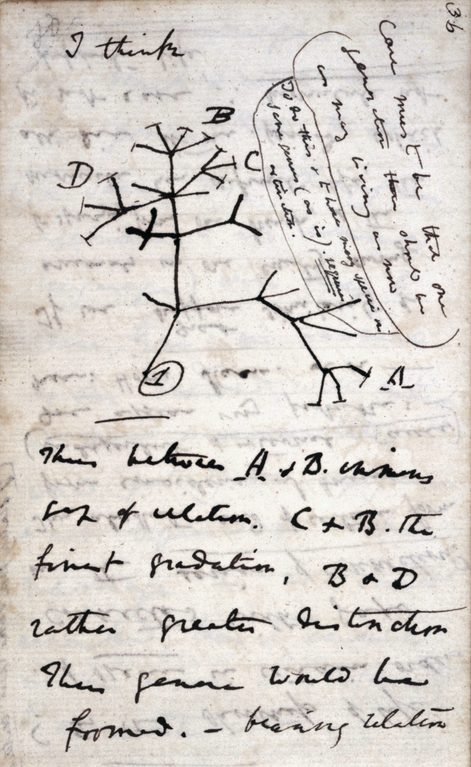 36
I think
Case must be that one
generation then should be
as many living as now
To do this & to have many species in
same genus (as is) requires
extinction.
B
C
D
A
1
Thus between A & B. immense
gap of relation. C & B. the
finest gradation, B & D
rather greater distinction
Thus genera would be
formed. — bearing relation